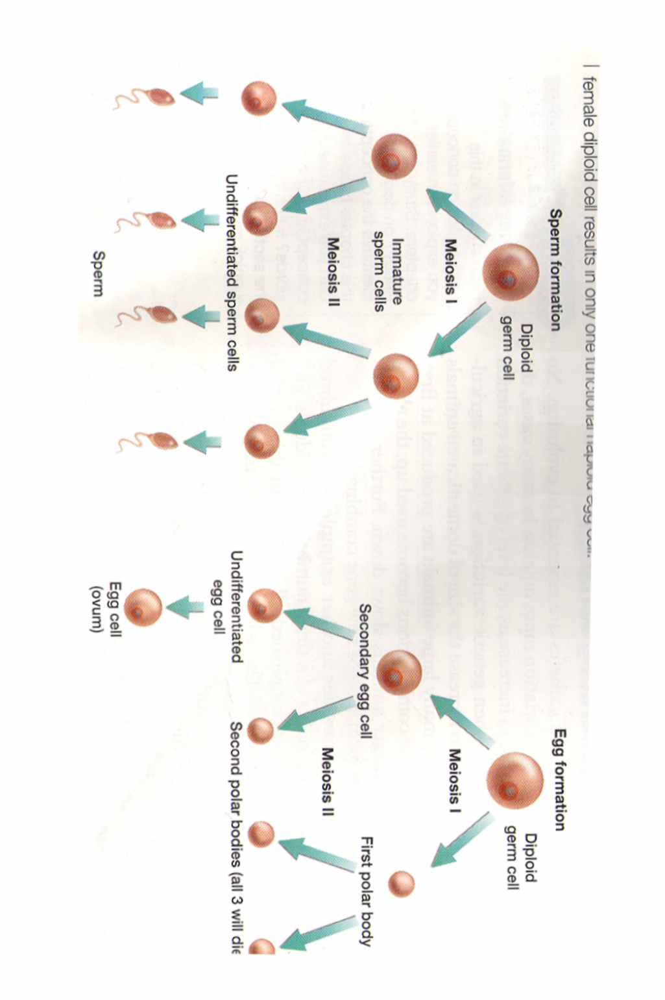 female diploid cell results in only one functional haploid egg cell.
Sperm formation
Diploid
germ cell
Meiosis I
Immature
sperm cells
Meiosis II
Undifferentiated sperm cells
Sperm
Egg formation
Diploid
germ cell
Meiosis I
First polar body
Secondary egg cell
Meiosis II
Undifferentiated
egg cell
Second polar bodies (all 3 will die
Egg cell
(ovum)